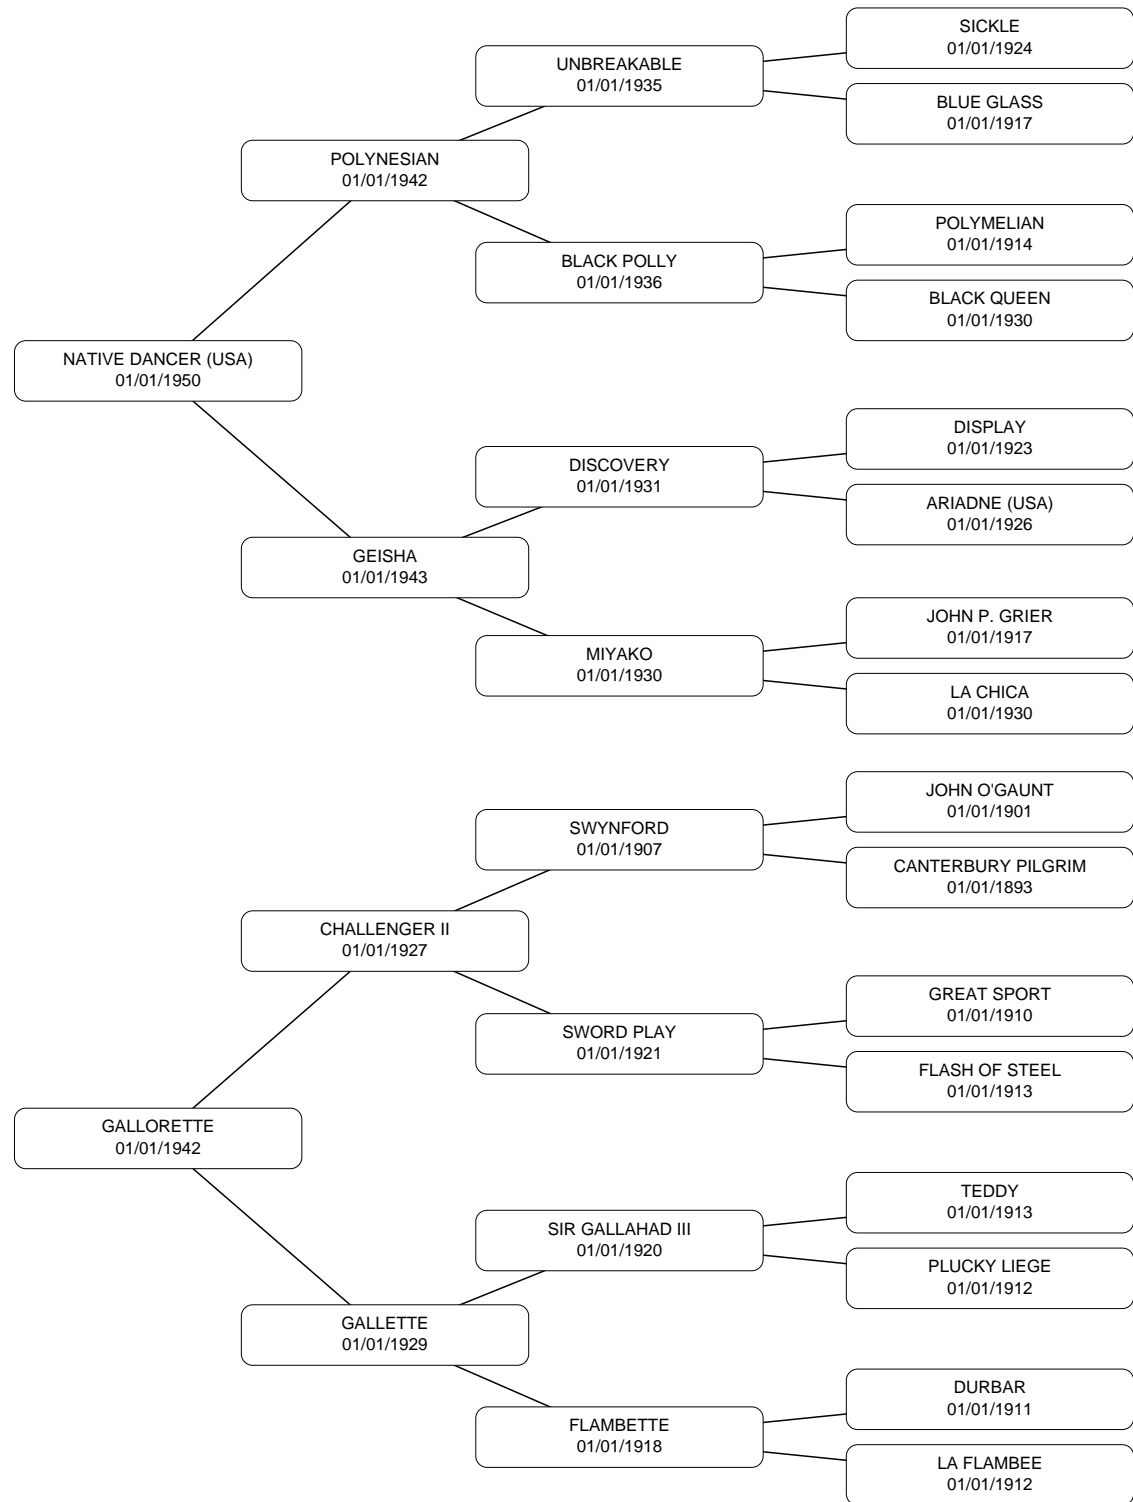 SICKLE
01/01/1924
UNBREAKABLE
01/01/1935
BLUE GLASS
01/01/1917
POLYNESIAN
01/01/1942
POLYMELIAN
01/01/1914
BLACK POLLY
01/01/1936
BLACK QUEEN
01/01/1930
NATIVE DANCER (USA)
01/01/1950
DISPLAY
01/01/1923
DISCOVERY
01/01/1931
ARIADNE (USA)
01/01/1926
GEISHA
01/01/1943
JOHN P. GRIER
01/01/1917
MIYAKO
01/01/1930
LA CHICA
01/01/1930
JOHN O'GAUNT
01/01/1901
SWYNFORD
01/01/1907
CANTERBURY PILGRIM
01/01/1893
CHALLENGER II
01/01/1927
GREAT SPORT
01/01/1910
SWORD PLAY
01/01/1921
FLASH OF STEEL
01/01/1913
GALLORETTE
01/01/1942
TEDDY
01/01/1913
SIR GALLAHAD III
01/01/1920
PLUCKY LIEGE
01/01/1912
GALLETTE
01/01/1929
DURBAR
01/01/1911
FLAMBETTE
01/01/1918
LA FLAMBEE
01/01/1912